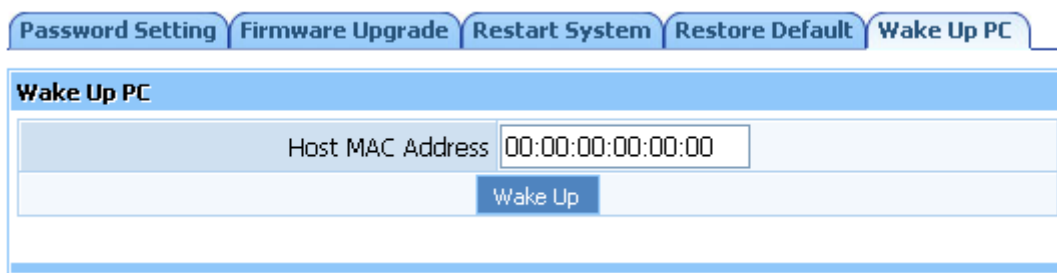 Password Setting Firmware Upgrade Restart System Restore Default Wake Up PC
Wake Up PC
Host MAC Address 00:00:00:00:00:00
Wake Up